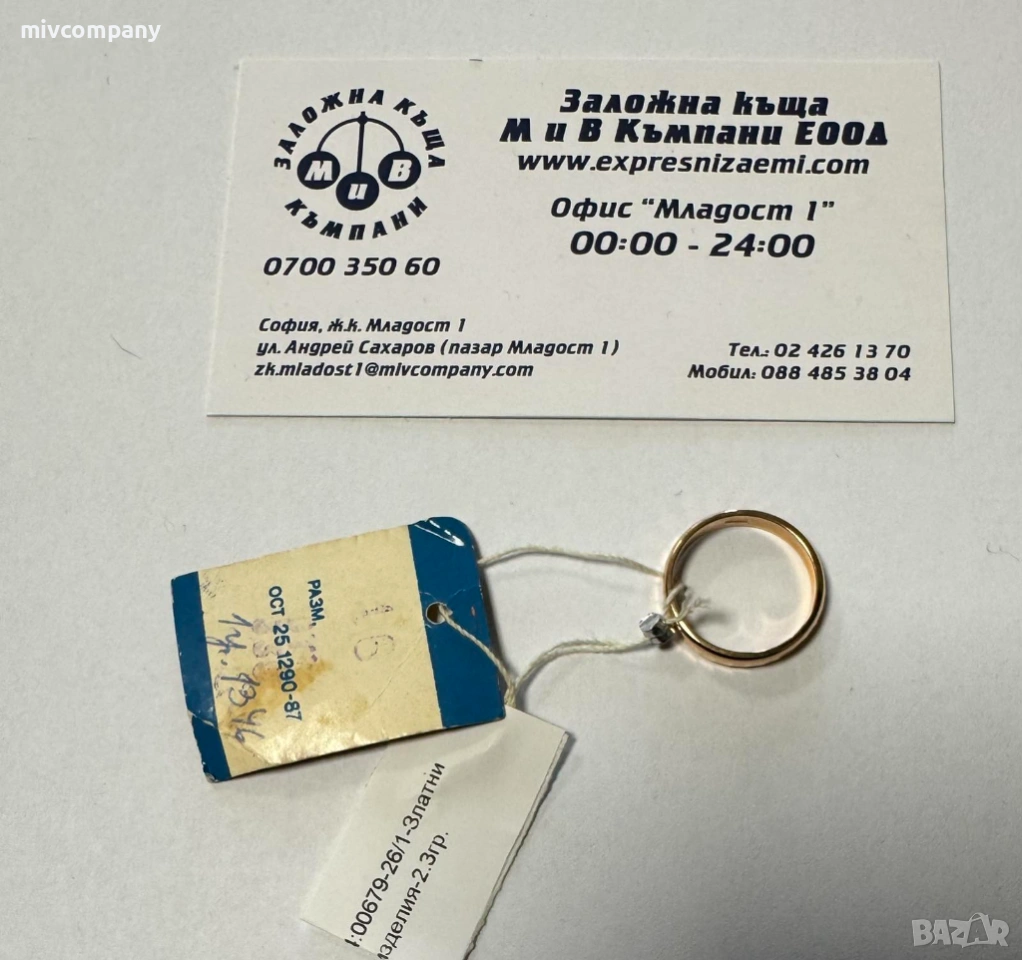 mivcompany
ЗАЛОЖНА КЪЩА
М и В
КЪМПАНИ
0700 350 60
Заложна къща
М и В Къмпани ЕООД
www.expresnizaemi.com
Офис "Младост 1"
00:00 - 24:00
София, ж.к. Младост 1
ул. Андрей Сахаров (пазар Младост 1)
zk.mladost1@mivcompany.com
Тел.: 02 426 13 70
Мобил: 088 485 38 04
16
РАЗМ.
ОСТ 25 1290-87
:00679-26/1-Златни
изделия-2.3гр.
BAZAR